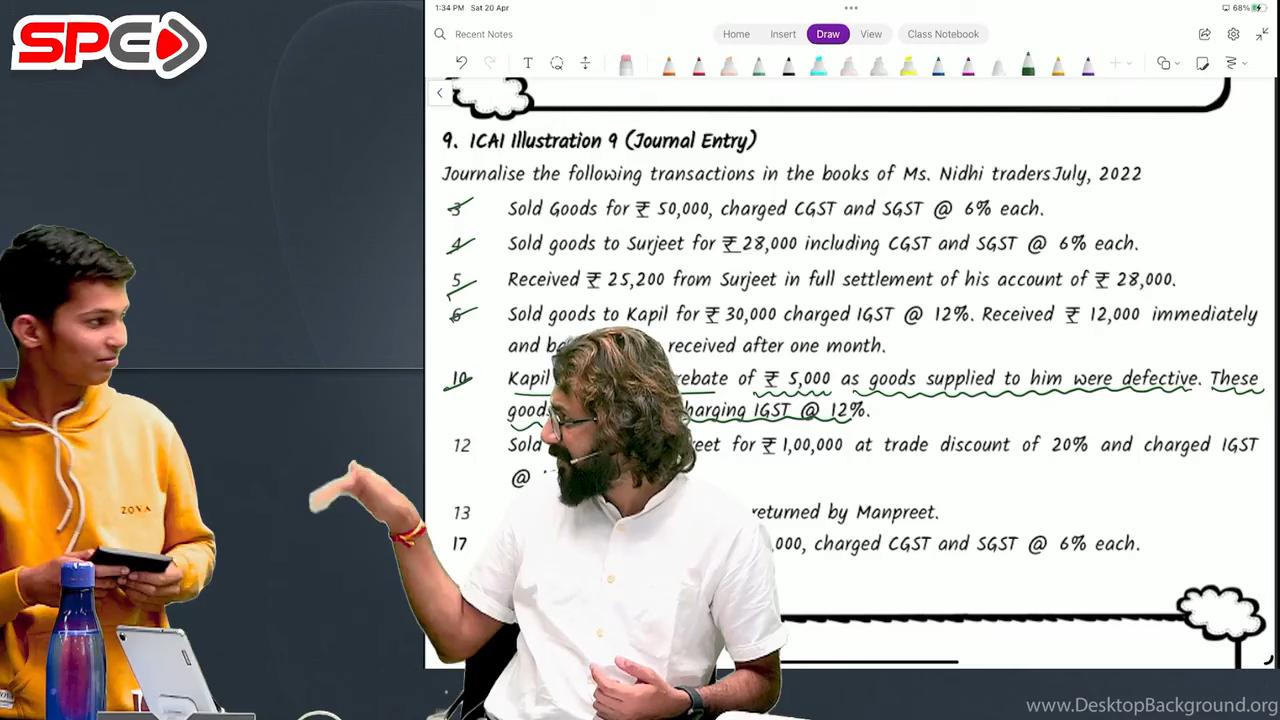 SPC
1:34 PM Sat 20 Apr
68%
Recent Notes
Home Insert Draw View Class Notebook
T
9. ICAI Illustration 9 (Journal Entry)
Journalise the following transactions in the books of Ms. Nidhi tradersJuly, 2022
3 Sold Goods for ₹ 50,000, charged CGST and SGST @ 6% each.
4 Sold goods to Surjeet for ₹ 28,000 including CGST and SGST @ 6% each.
5 Received ₹ 25,200 from Surjeet in full settlement of his account of ₹ 28,000.
6 Sold goods to Kapil for ₹ 30,000 charged IGST @ 12%. Received ₹ 12,000 immediately
and received after one month.
10 Kapil rebate of ₹ 5,000 as goods supplied to him were defective. These
charging IGST @ 12%.
12 for ₹ 1,00,000 at trade discount of 20% and charged IGST
@
13 returned by Manpreet.
17 ,000, charged CGST and SGST @ 6% each.
ZOVA
www.DesktopBackground.org